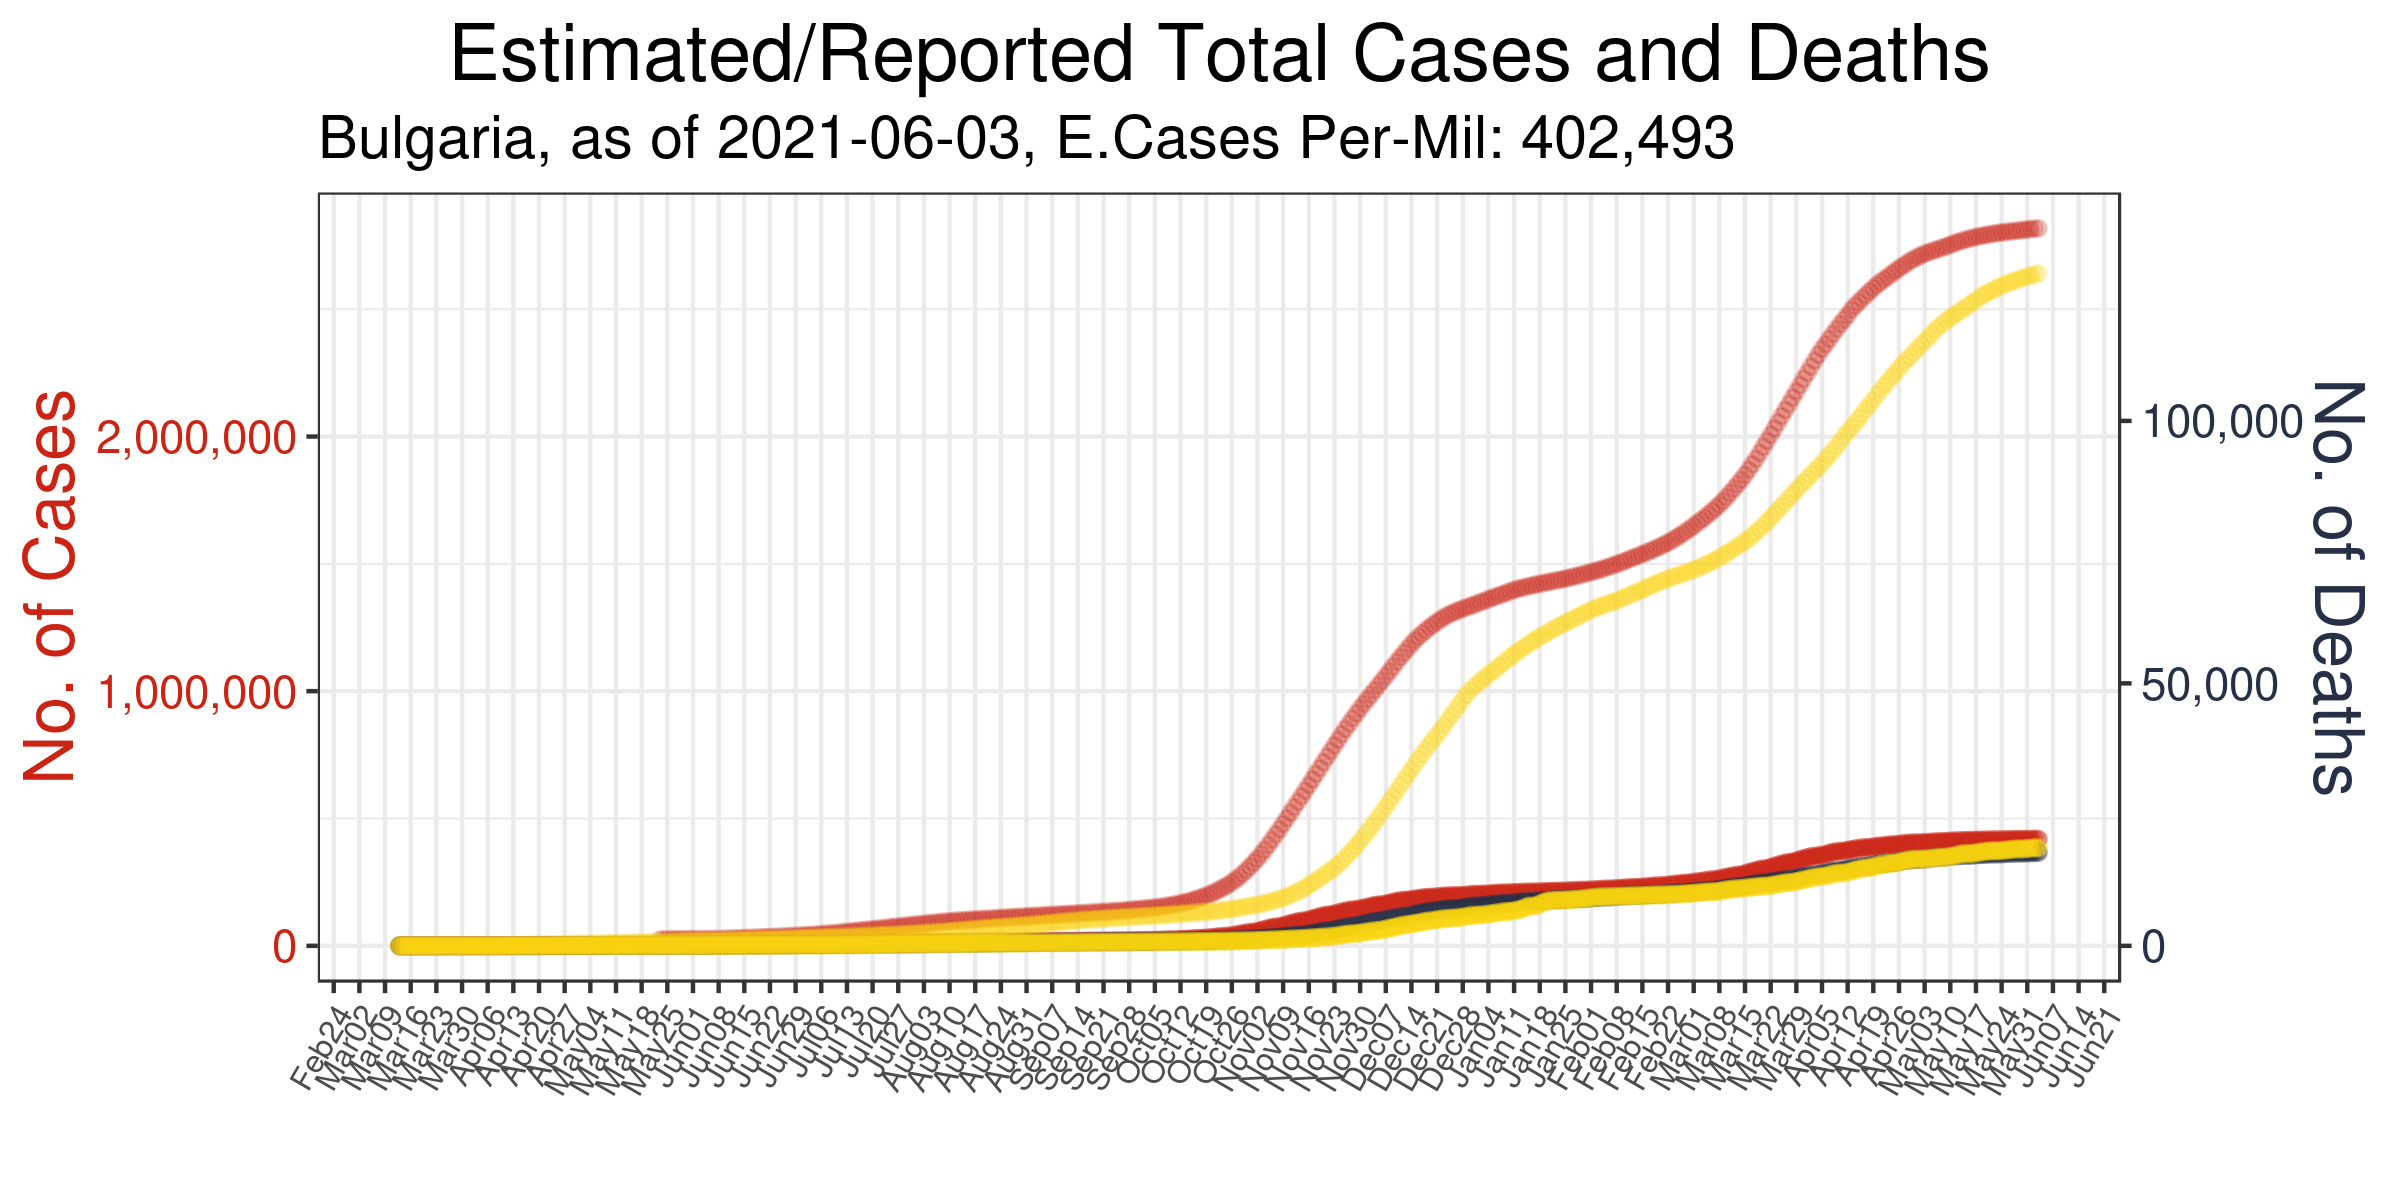 Estimated/Reported Total Cases and Deaths
Bulgaria, as of 2021-06-03, E.Cases Per-Mil: 402,493
No. of Cases
2,000,000
1,000,000
0
100,000
50,000
0
No. of Deaths
Feb24
Mar02
Mar09
Mar16
Mar23
Mar30
Apr06
Apr13
Apr20
Apr27
May04
May11
May18
May25
Jun01
Jun08
Jun15
Jun22
Jun29
Jul06
Jul13
Jul20
Jul27
Aug03
Aug10
Aug17
Aug24
Aug31
Sep07
Sep14
Sep21
Sep28
Oct05
Oct12
Oct19
Oct26
Nov02
Nov09
Nov16
Nov23
Nov30
Dec07
Dec14
Dec21
Dec28
Jan04
Jan11
Jan18
Jan25
Feb01
Feb08
Feb15
Feb22
Mar01
Mar08
Mar15
Mar22
Mar29
Apr05
Apr12
Apr19
Apr26
May03
May10
May17
May24
May31
Jun07
Jun14
Jun21